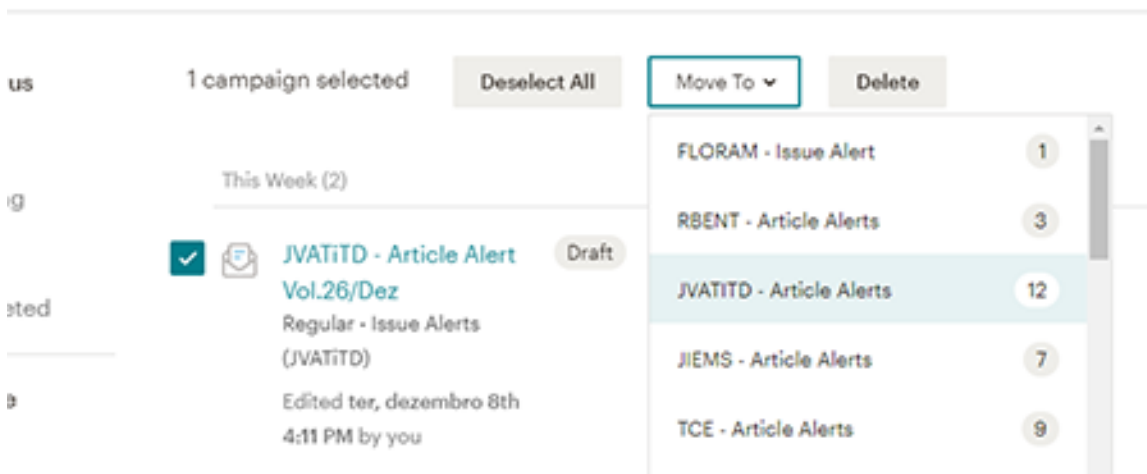 us
1 campaign selected
Deselect All
Move To
Delete
FLORAM - Issue Alert
1
This Week (2)
RBENT - Article Alerts
3
JVATiTD - Article Alert
Draft
Vol.26/Dez
Regular - Issue Alerts
(JVATiTD)
Edited ter, dezembro 8th
4:11 PM by you
JVATITD - Article Alerts
12
JIEMS - Article Alerts
7
TCE - Article Alerts
9